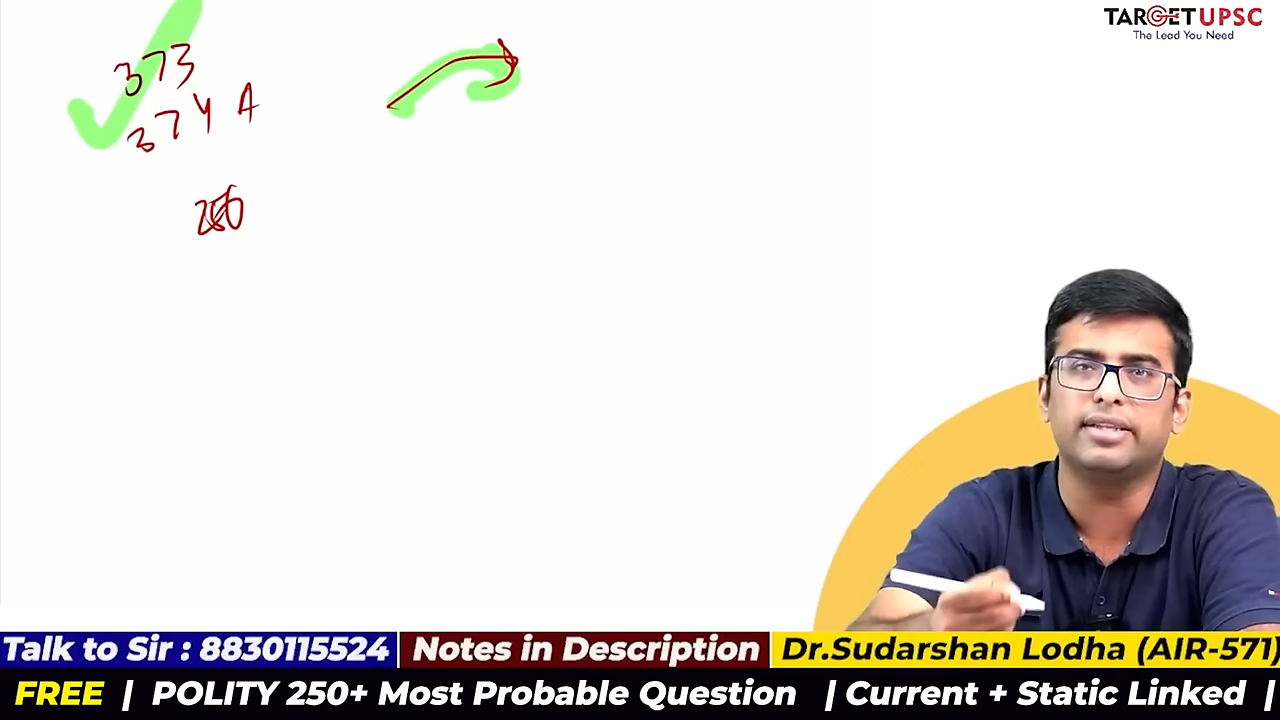 TARGETUPSC
The Lead You Need
373
374 A
Talk to Sir : 8830115524 | Notes in Description | Dr.Sudarshan Lodha (AIR-571)
FREE | POLITY 250+ Most Probable Question | Current + Static Linked |